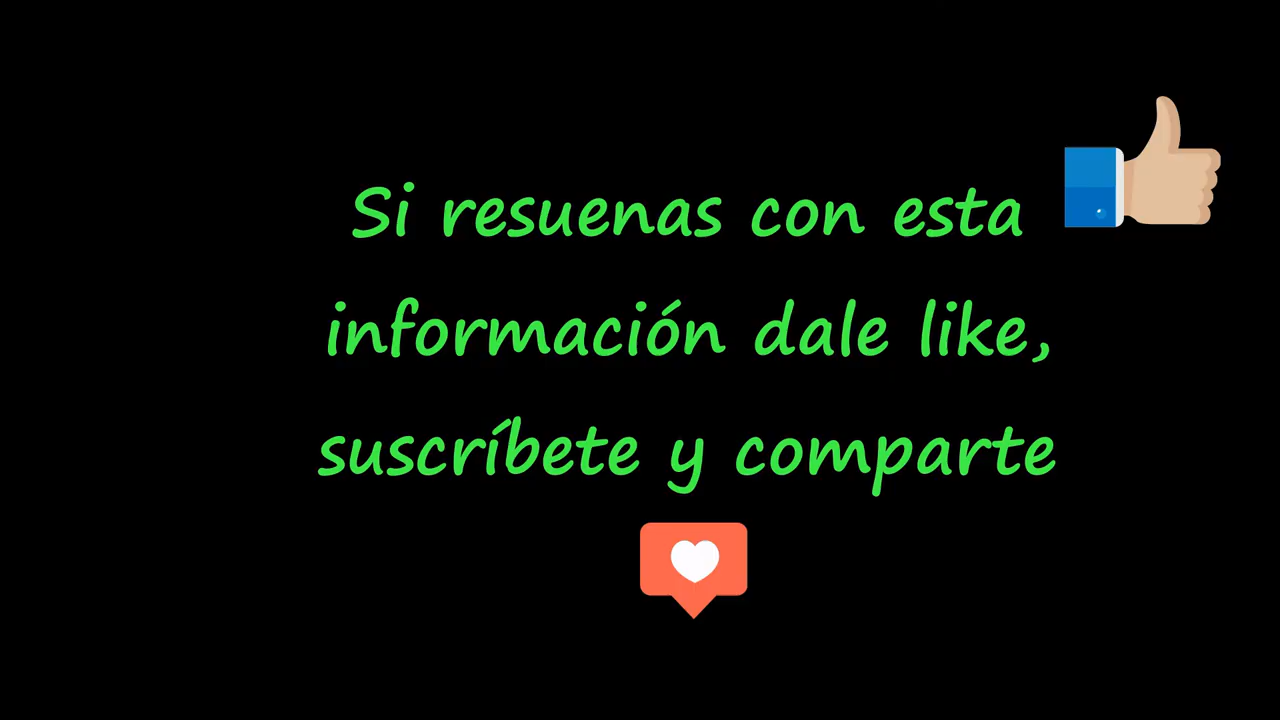 Si resuenas con esta
información dale like,
suscríbete y comparte